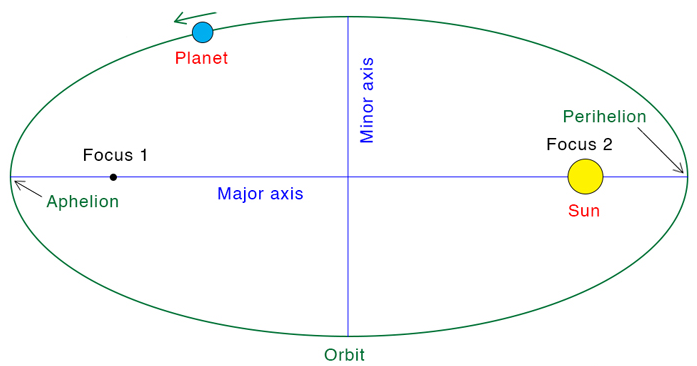 Planet
Minor axis
Perihelion
Focus 2
Focus 1
Major axis
Aphelion
Sun
Orbit